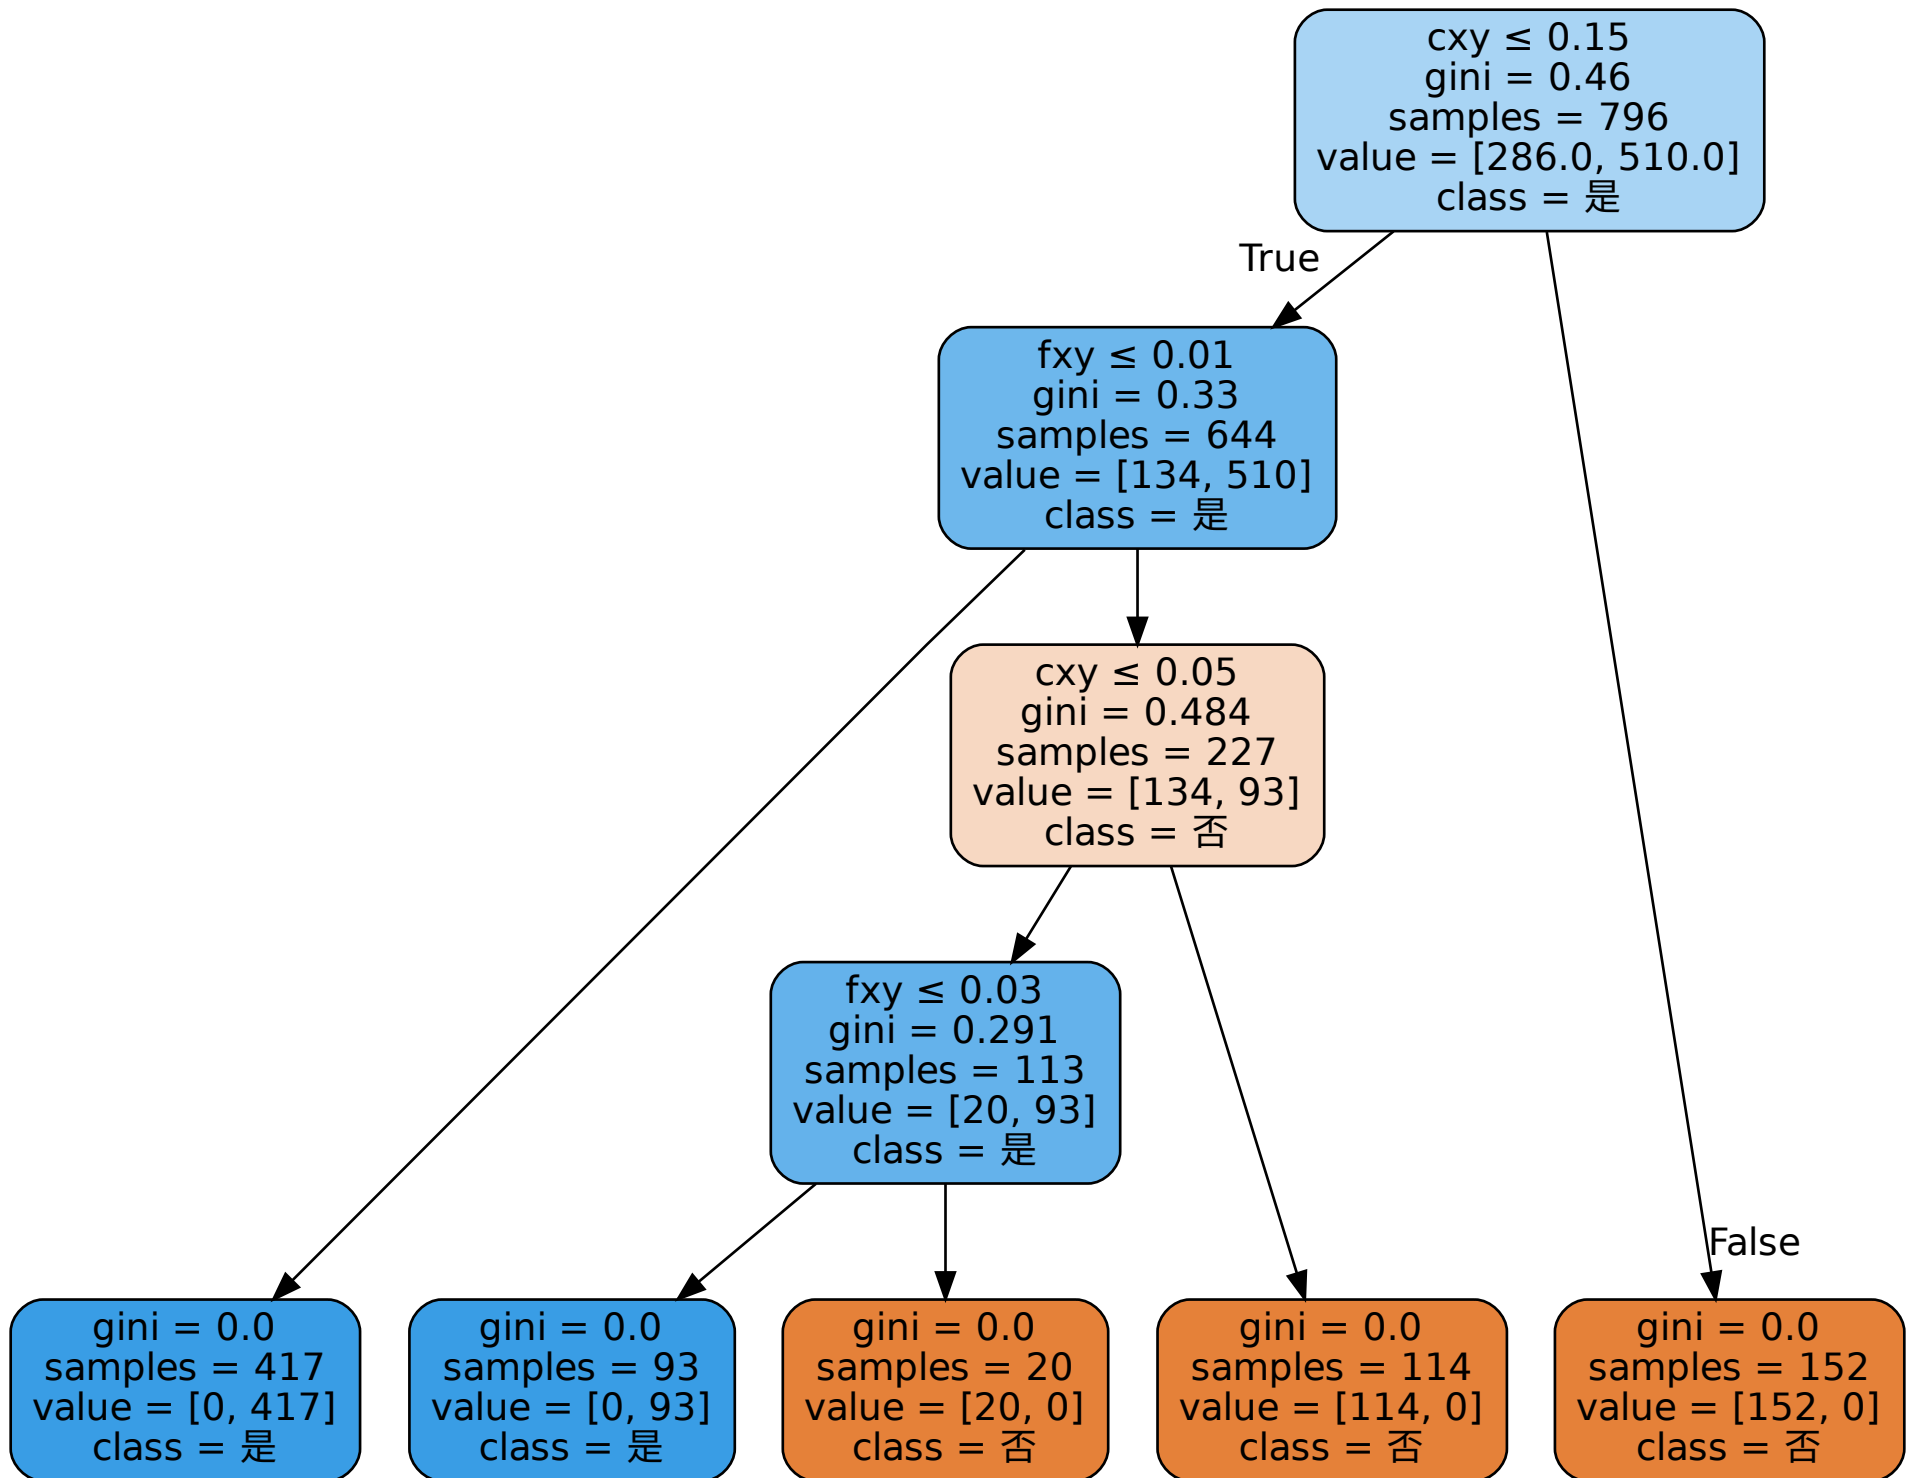 cxy ≤ 0.15
gini = 0.46
samples = 796
value = [286.0, 510.0]
class = 是
True
fxy ≤ 0.01
gini = 0.33
samples = 644
value = [134, 510]
class = 是
cxy ≤ 0.05
gini = 0.484
samples = 227
value = [134, 93]
class = 否
fxy ≤ 0.03
gini = 0.291
samples = 113
value = [20, 93]
class = 是
False
gini = 0.0
samples = 417
value = [0, 417]
class = 是
gini = 0.0
samples = 93
value = [0, 93]
class = 是
gini = 0.0
samples = 20
value = [20, 0]
class = 否
gini = 0.0
samples = 114
value = [114, 0]
class = 否
gini = 0.0
samples = 152
value = [152, 0]
class = 否